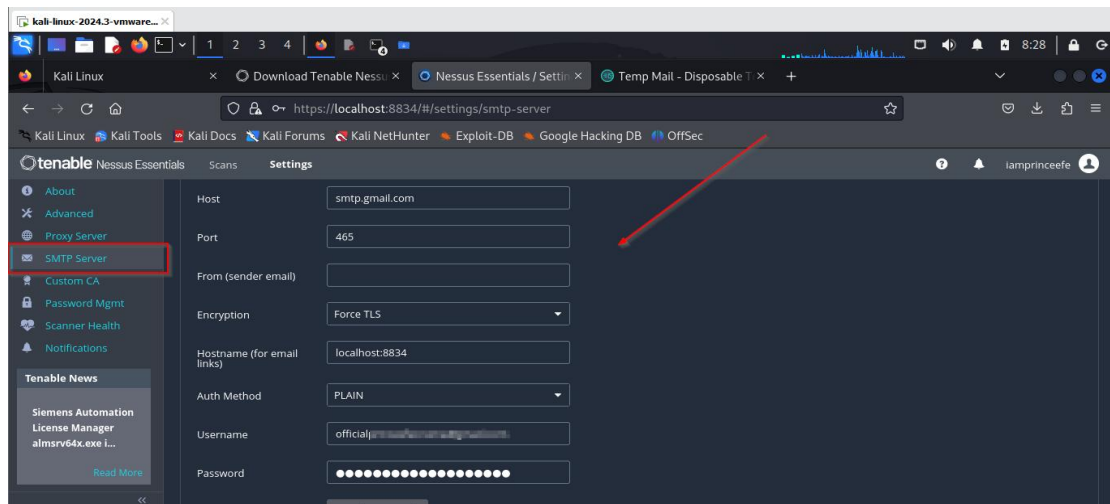 kali-linux-2024.3-vmware...
1 2 3 4 8:28
Kali Linux Download Tenable Nessu Nessus Essentials / Settin Temp Mail - Disposable T
https://localhost:8834/#/settings/smtp-server
Kali Linux Kali Tools Kali Docs Kali Forums Kali NetHunter Exploit-DB Google Hacking DB OffSec
tenable Nessus Essentials Scans Settings iamprinceefe
About
Advanced
Proxy Server
SMTP Server
Custom CA
Password Mgmt
Scanner Health
Notifications
Tenable News
Siemens Automation
License Manager
almsrv64x.exe i...
Read More
Host smtp.gmail.com
Port 465
From (sender email)
Encryption Force TLS
Hostname (for email
links) localhost:8834
Auth Method PLAIN
Username official
Password